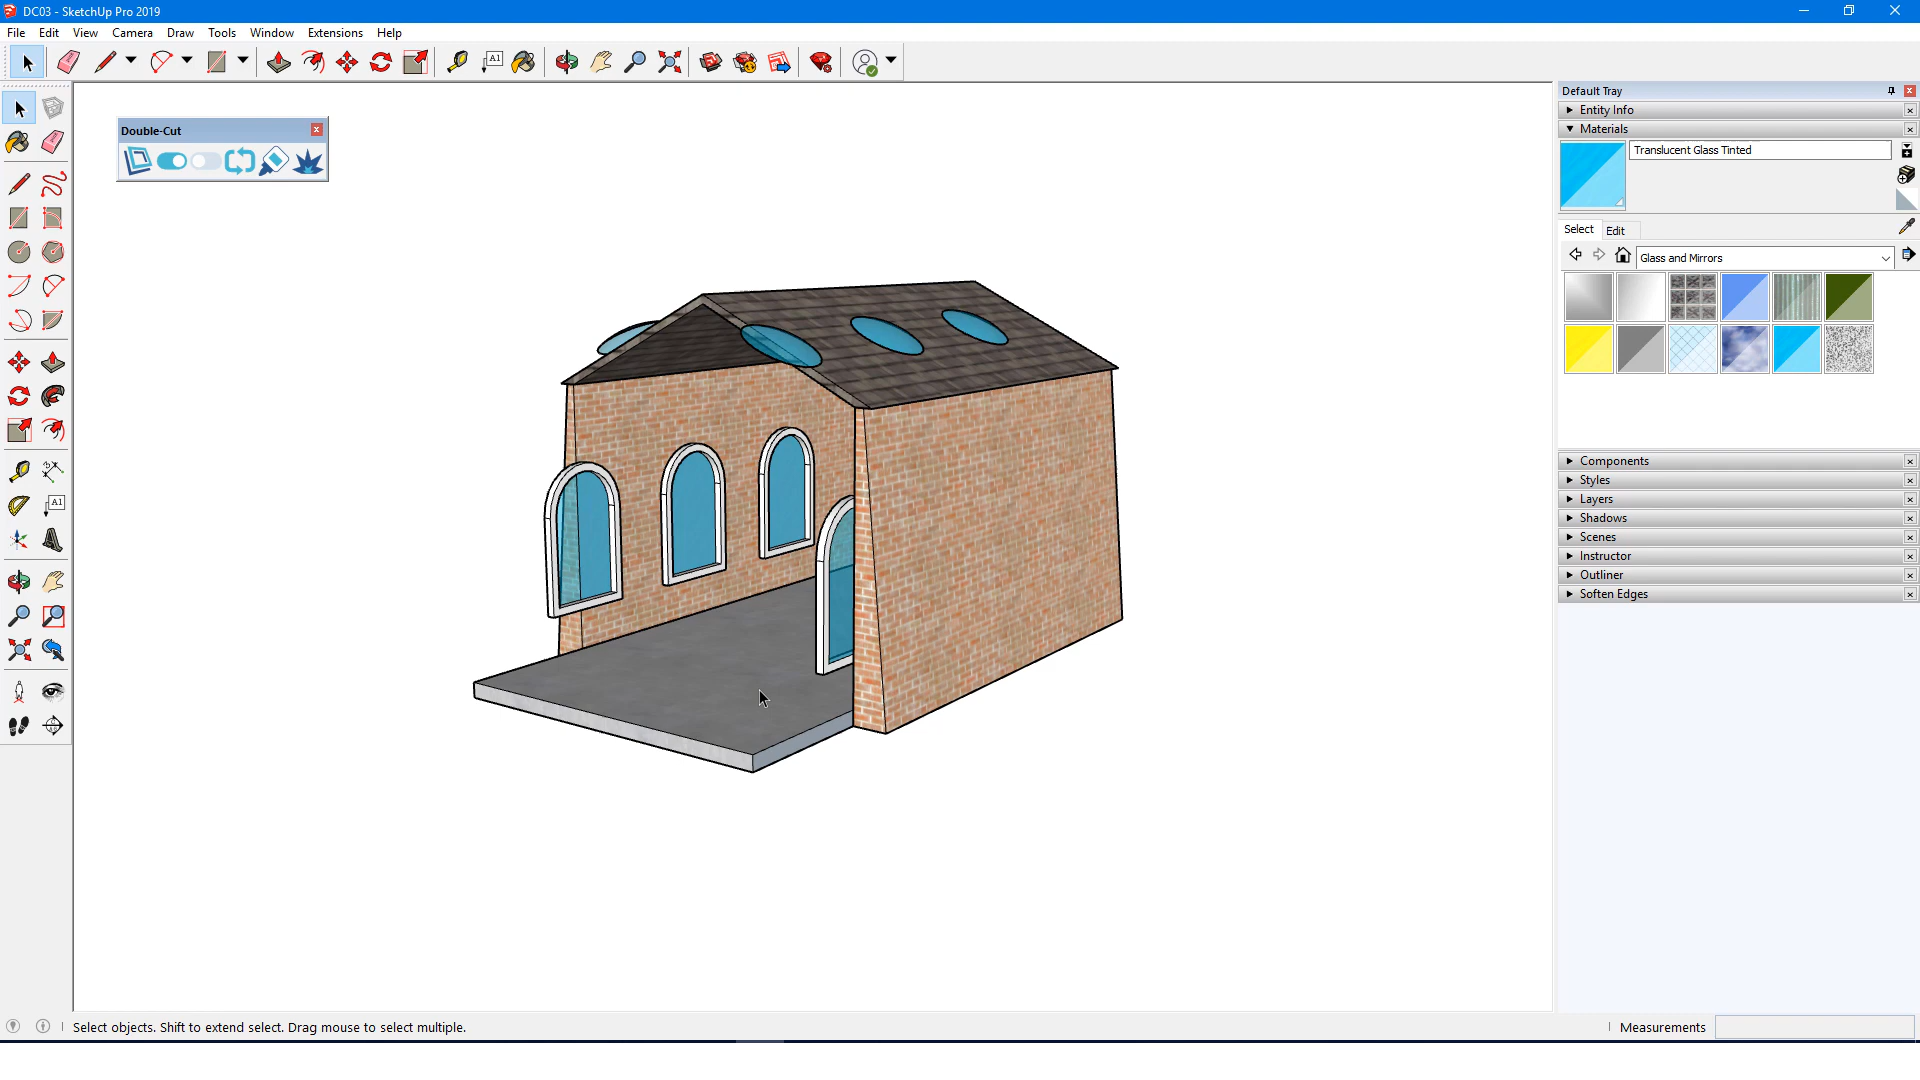 DC03 - SketchUp Pro 2019
File Edit View Camera Draw Tools Window Extensions Help
A1
Default Tray
Entity Info
Materials
Double-Cut
Translucent Glass Tinted
Select Edit
Glass and Mirrors
Components
Styles
A1
Layers
Shadows
Scenes
Instructor
Outliner
Soften Edges
Select objects. Shift to extend select. Drag mouse to select multiple.
Measurements